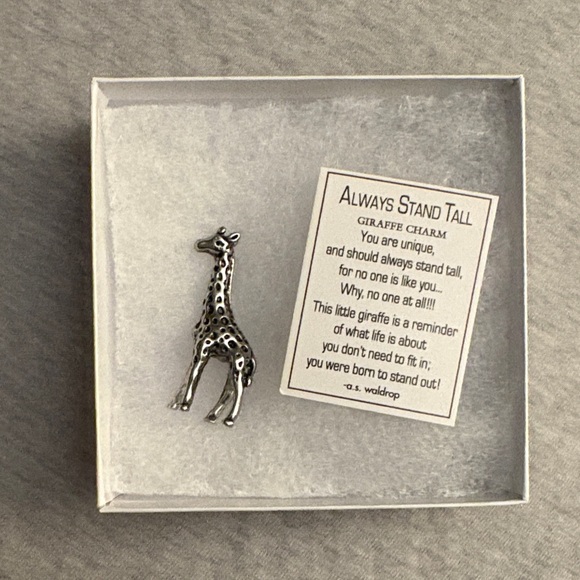 ALWAYS STAND TALL
GIRAFFE CHARM
You are unique,
and should always stand tall,
for no one is like you...
Why, no one at all!!!
This little giraffe is a reminder
of what life is about
you don't need to fit in;
you were born to stand out!
-a.s. waldrop